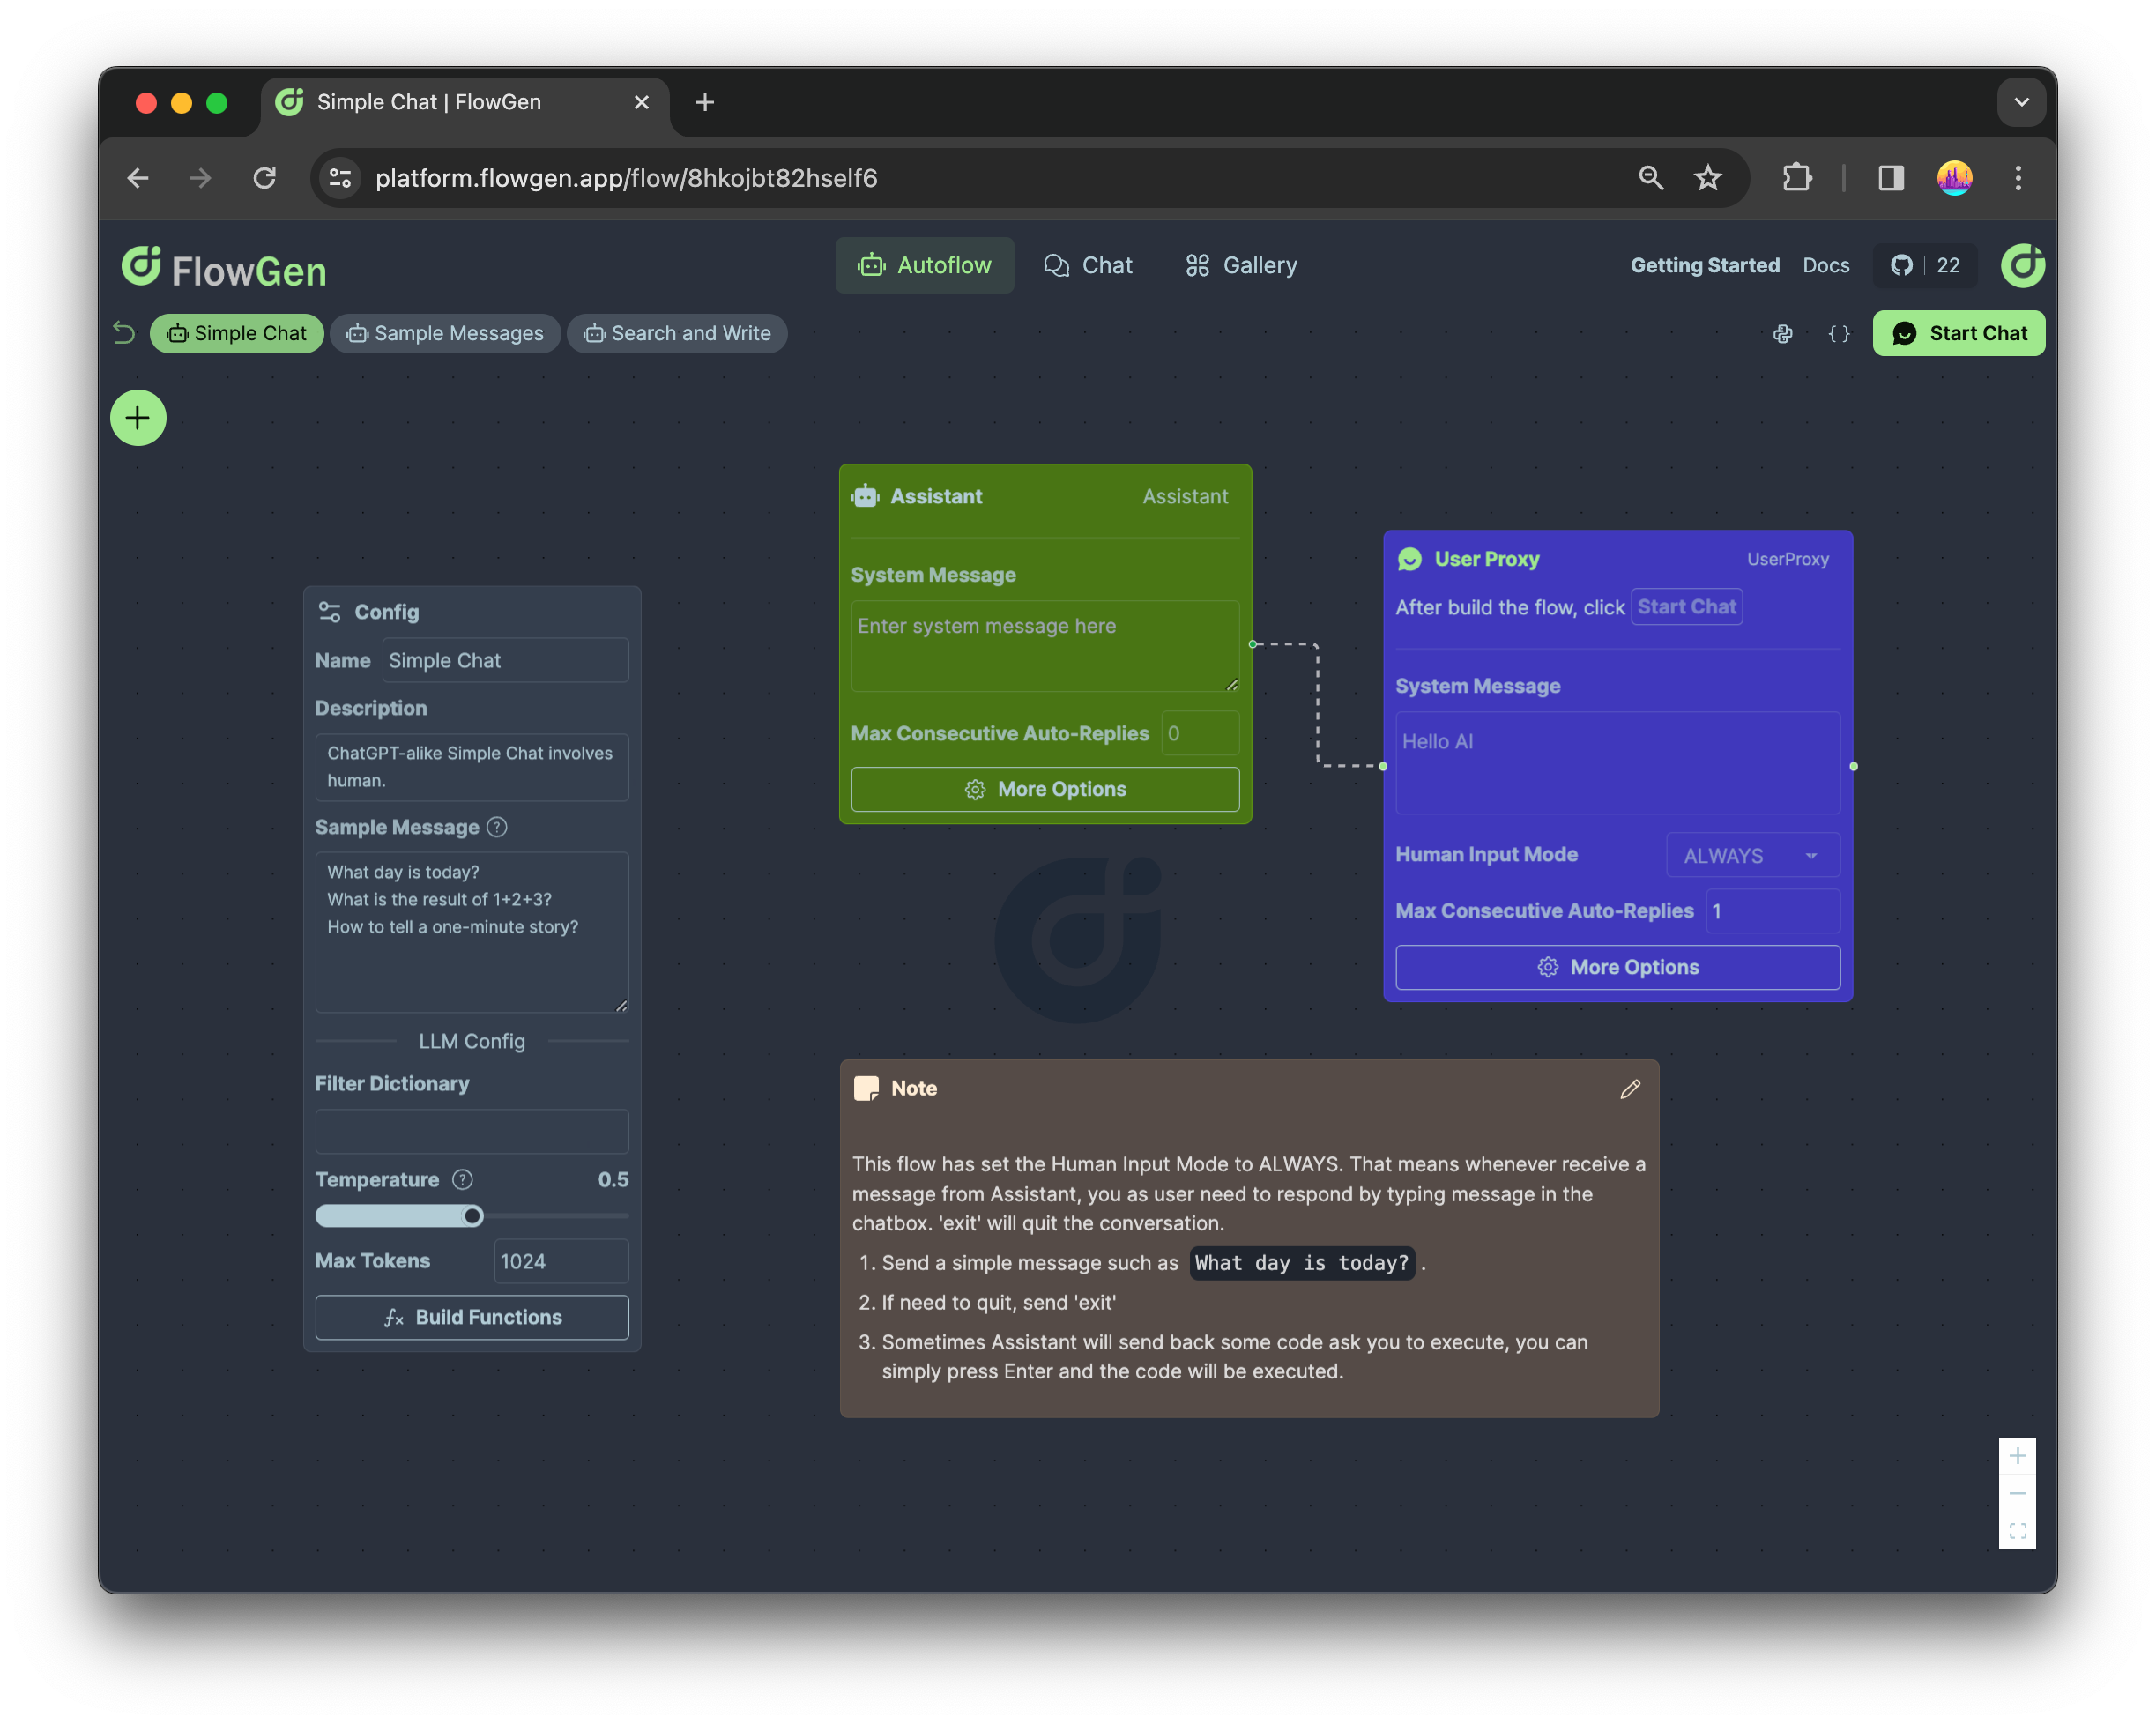 Simple Chat | FlowGen
platform.flowgen.app/flow/8hkojbt82hself6
FlowGen
Autoflow
Chat
Gallery
Getting Started
Docs
22
Simple Chat
Sample Messages
Search and Write
{ }
Start Chat
Assistant
Assistant
System Message
Enter system message here
Max Consecutive Auto-Replies
0
More Options
User Proxy
UserProxy
After build the flow, click Start Chat
System Message
Hello AI
Human Input Mode
ALWAYS
Max Consecutive Auto-Replies
1
More Options
Config
Name
Simple Chat
Description
ChatGPT-alike Simple Chat involves
human.
Sample Message ?
What day is today?
What is the result of 1+2+3?
How to tell a one-minute story?
LLM Config
Filter Dictionary
Temperature ?
0.5
Max Tokens
1024
fx Build Functions
Note
This flow has set the Human Input Mode to ALWAYS. That means whenever receive a
message from Assistant, you as user need to respond by typing message in the
chatbox. 'exit' will quit the conversation.
1. Send a simple message such as What day is today? .
2. If need to quit, send 'exit'
3. Sometimes Assistant will send back some code ask you to execute, you can
simply press Enter and the code will be executed.